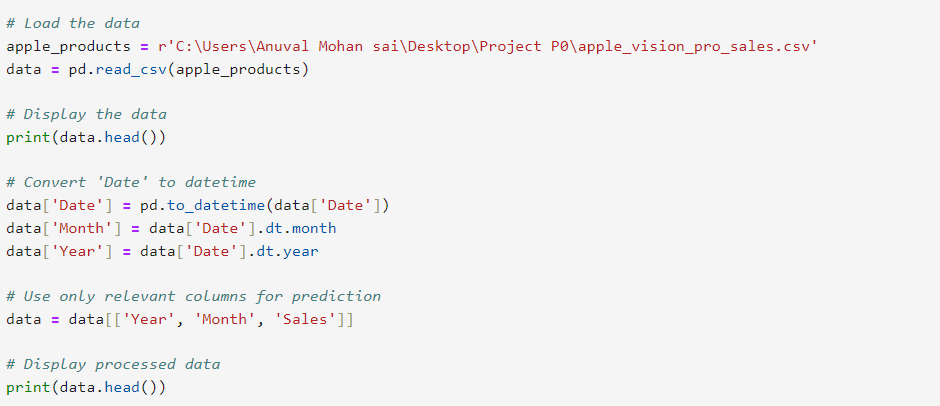 # Load the data
apple_products = r'C:\Users\Anuval Mohan sai\Desktop\Project P0\apple_vision_pro_sales.csv'
data = pd.read_csv(apple_products)
# Display the data
print(data.head())
# Convert 'Date' to datetime
data['Date'] = pd.to_datetime(data['Date'])
data['Month'] = data['Date'].dt.month
data['Year'] = data['Date'].dt.year
# Use only relevant columns for prediction
data = data[['Year', 'Month', 'Sales']]
# Display processed data
print(data.head())